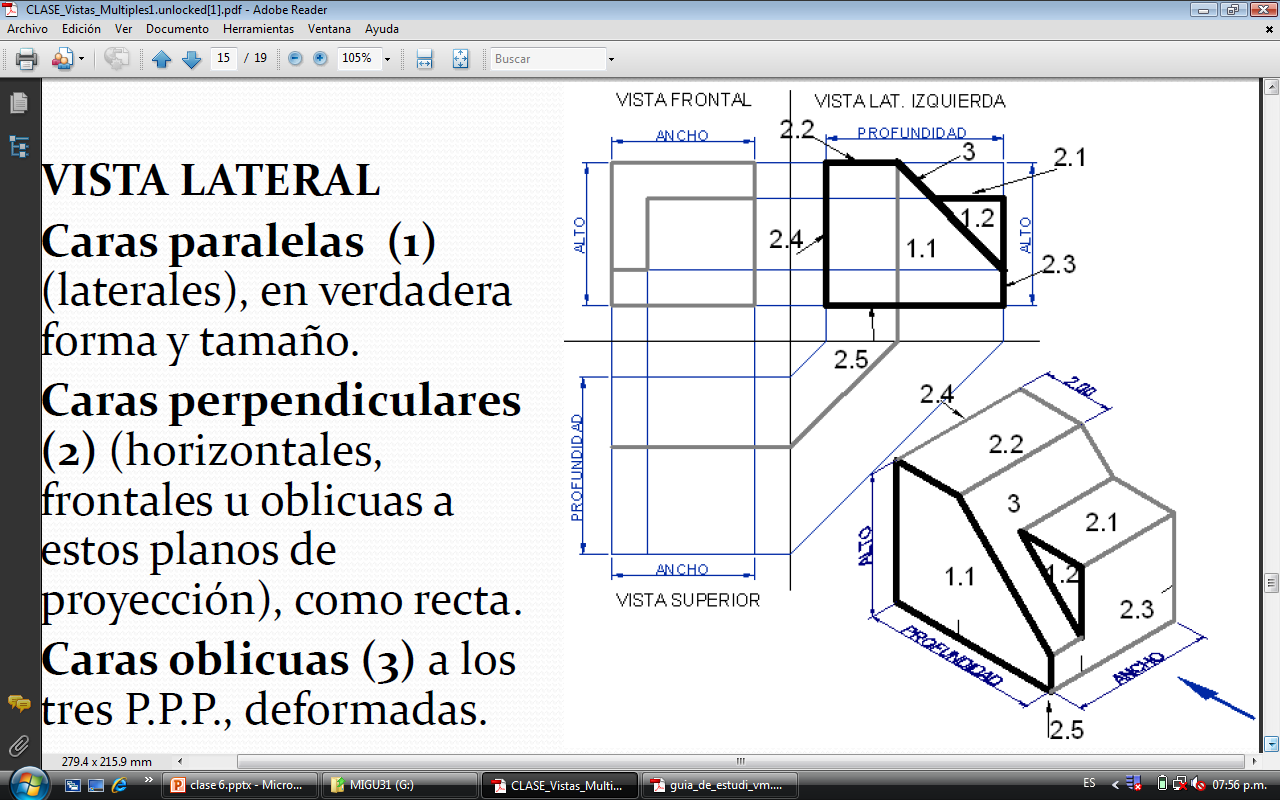 CLASE_Vistas_Multiples1.unlocked[1].pdf - Adobe Reader
Archivo Edición Ver Documento Herramientas Ventana Ayuda
15 / 19 105% Buscar
VISTA LATERAL
Caras paralelas (1)
(laterales), en verdadera
forma y tamaño.
Caras perpendiculares
(2) (horizontales,
frontales u oblicuas a
estos planos de
proyección), como recta.
Caras oblicuas (3) a los
tres P.P.P., deformadas.
VISTA FRONTAL
VISTA LAT. IZQUIERDA
ANCHO
2.2
PROFUNDIDAD
3
2.1
ALTO
2.4
1.1
1.2
ALTO
2.3
2.5
PROFUNDIDAD
ANCHO
VISTA SUPERIOR
2.4
2.00
2.2
3
2.1
ALTO
1.1
1.2
2.3
PROFUNDIDAD
ANCHO
2.5
279.4 x 215.9 mm
clase 6.pptx - Micro...
MIGU31 (G:)
CLASE_Vistas_Multi...
guia_de_estudi_vm....
ES
07:56 p.m.